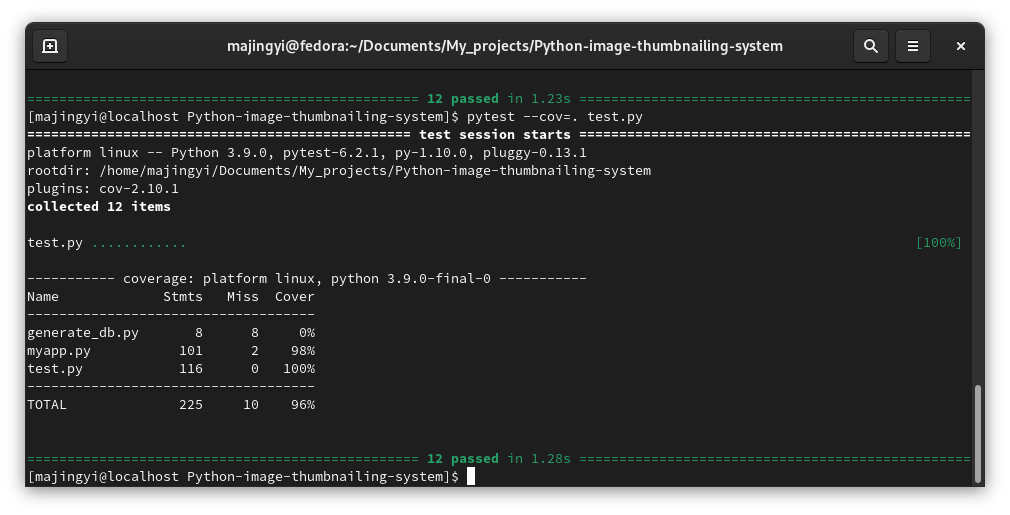 majingyi@fedora:~/Documents/My_projects/Python-image-thumbnailing-system
================================================= 12 passed in 1.23s =================================================
[majingyi@localhost Python-image-thumbnailing-system]$ pytest --cov=. test.py
================================================ test session starts =================================================
platform linux -- Python 3.9.0, pytest-6.2.1, py-1.10.0, pluggy-0.13.1
rootdir: /home/majingyi/Documents/My_projects/Python-image-thumbnailing-system
plugins: cov-2.10.1
collected 12 items
test.py ............ [100%]
----------- coverage: platform linux, python 3.9.0-final-0 -----------
Name Stmts Miss Cover
------------------------------------
generate_db.py 8 8 0%
myapp.py 101 2 98%
test.py 116 0 100%
------------------------------------
TOTAL 225 10 96%
================================================= 12 passed in 1.28s =================================================
[majingyi@localhost Python-image-thumbnailing-system]$